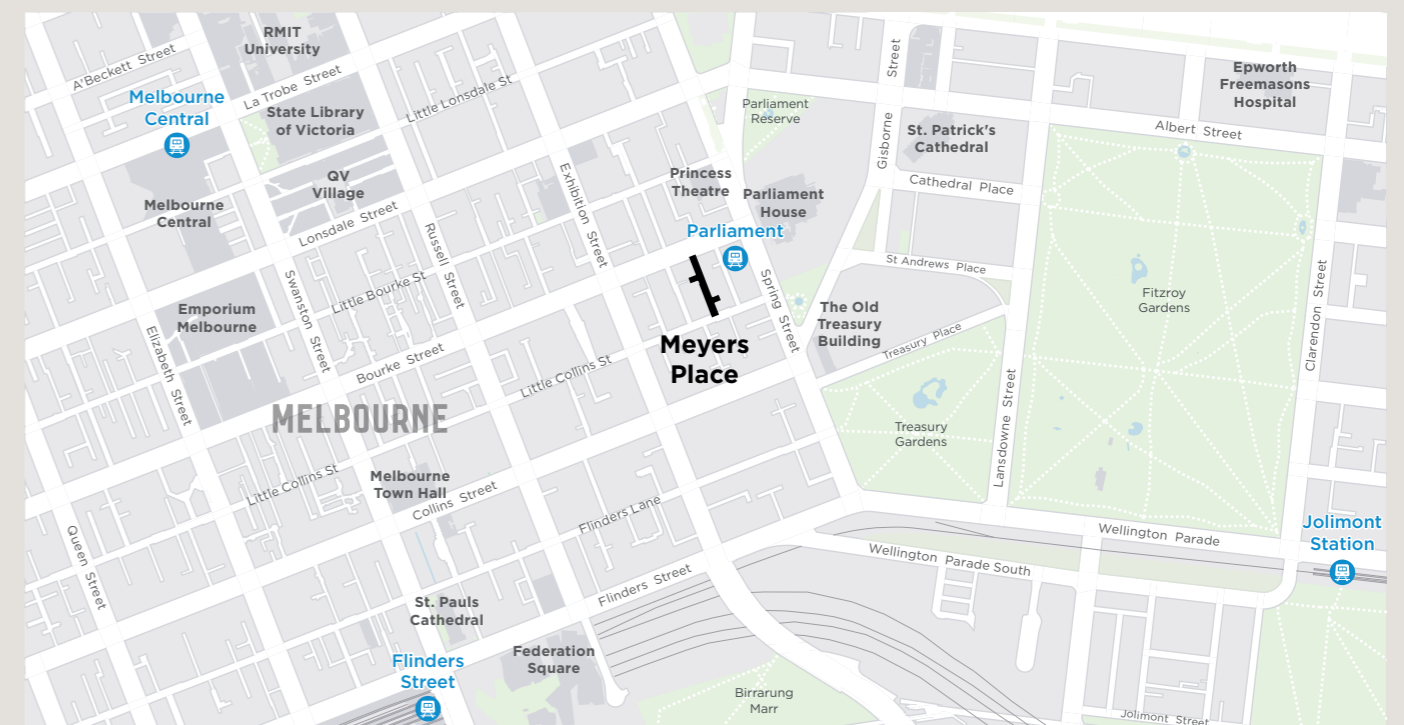 RMIT
University
A'Beckett Street
La Trobe Street
Melbourne
Central
State Library
of Victoria
Little Lonsdale St
QV
Village
Melbourne
Central
Lonsdale Street
Exhibition Street
Princess
Theatre
Parliament
Reserve
Parliament
House
Parliament
Gisborne Street
St. Patrick's
Cathedral
Cathedral Place
Epworth
Freemasons
Hospital
Albert Street
Russell Street
Swanston Street
Little Bourke St
Emporium
Melbourne
Elizabeth Street
Bourke Street
MELBOURNE
Little Collins St
Meyers
Place
Spring Street
The Old
Treasury
Building
St Andrews Place
Treasury Place
Fitzroy
Gardens
Clarendon Street
Treasury
Gardens
Lansdowne Street
Melbourne
Town Hall
Little Collins St
Collins Street
Flinders Lane
Queen Street
Flinders Street
St. Pauls
Cathedral
Federation
Square
Flinders
Street
Wellington Parade
Wellington Parade South
Jolimont
Station
Birrarung
Marr
Jolimont Street